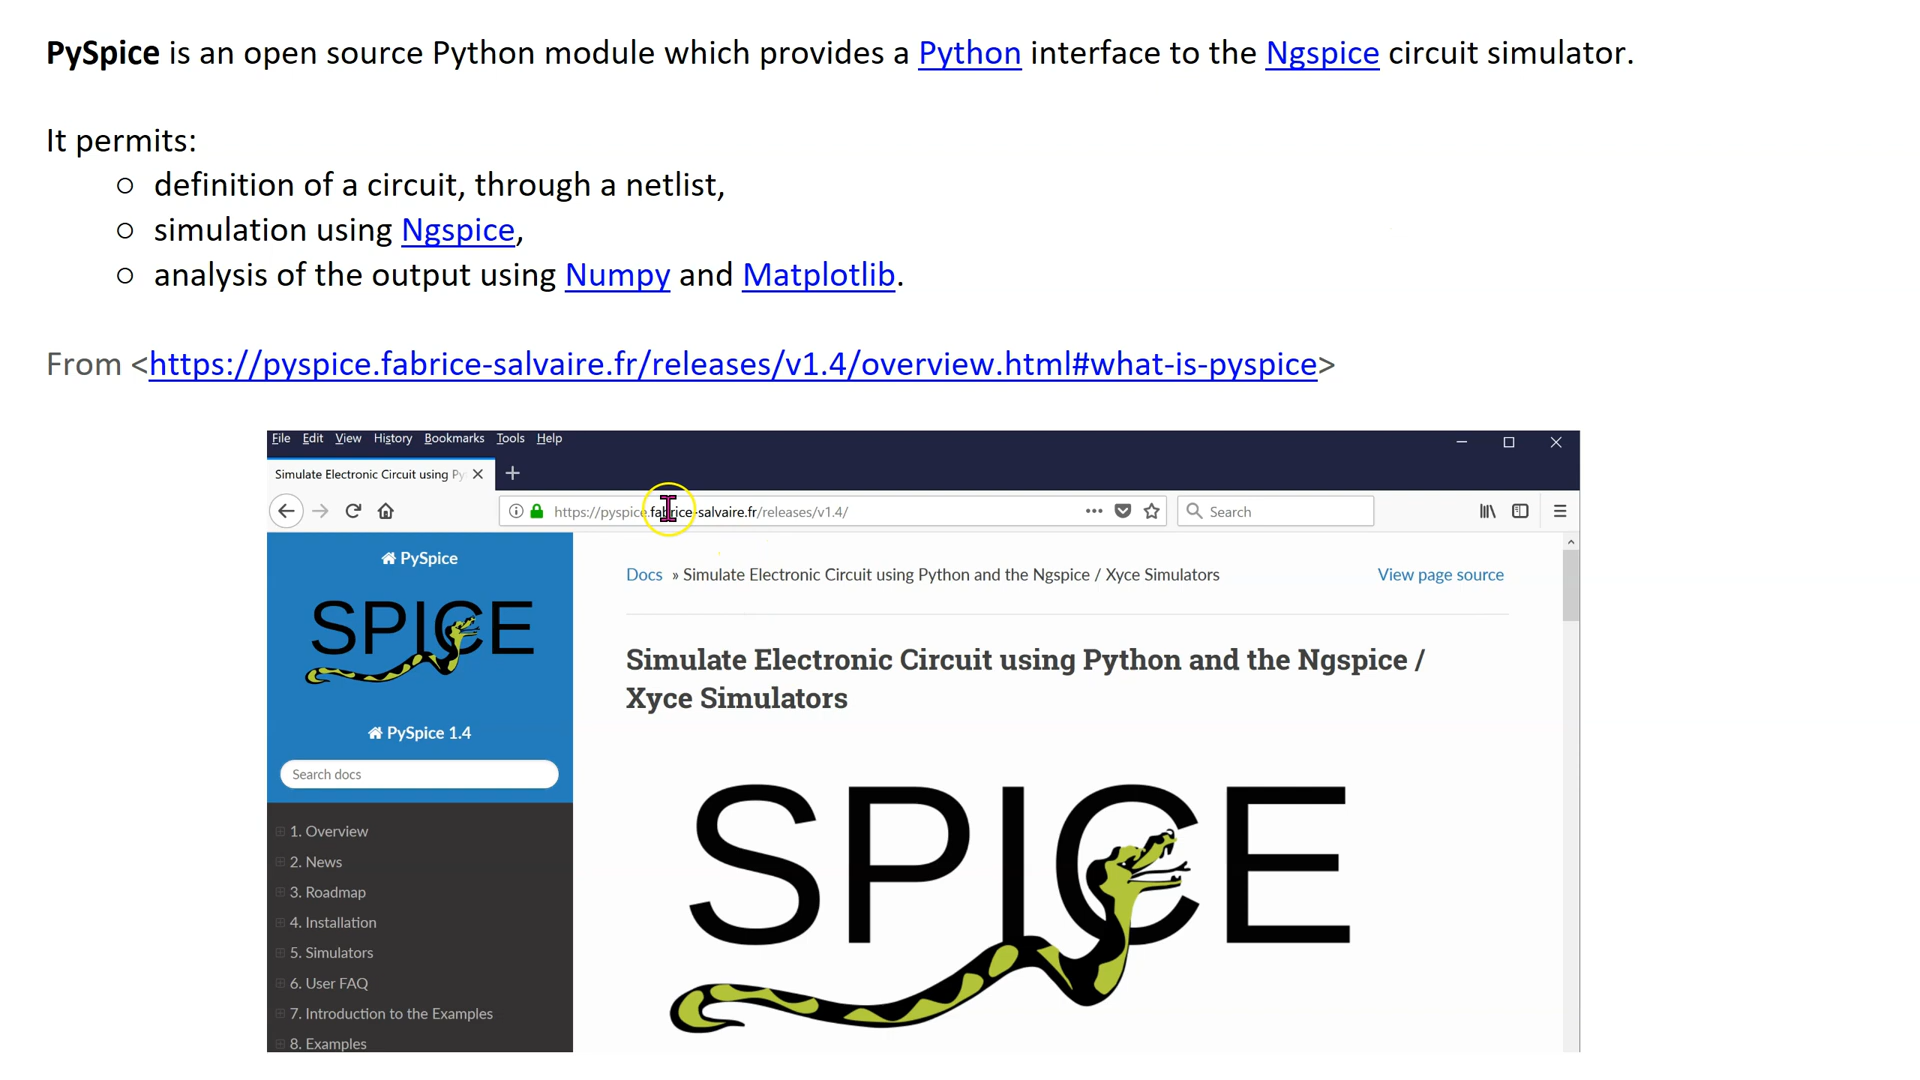 PySpice is an open source Python module which provides a Python interface to the Ngspice circuit simulator.
It permits:
○ definition of a circuit, through a netlist,
○ simulation using Ngspice,
○ analysis of the output using Numpy and Matplotlib.
From <https://pyspice.fabrice-salvaire.fr/releases/v1.4/overview.html#what-is-pyspice>
File Edit View History Bookmarks Tools Help
Simulate Electronic Circuit using Py
https://pyspice.fabrice-salvaire.fr/releases/v1.4/
Search
PySpice
SPICE
PySpice 1.4
Search docs
1. Overview
2. News
3. Roadmap
4. Installation
5. Simulators
6. User FAQ
7. Introduction to the Examples
8. Examples
Docs » Simulate Electronic Circuit using Python and the Ngspice / Xyce Simulators
View page source
Simulate Electronic Circuit using Python and the Ngspice /
Xyce Simulators
SPICE